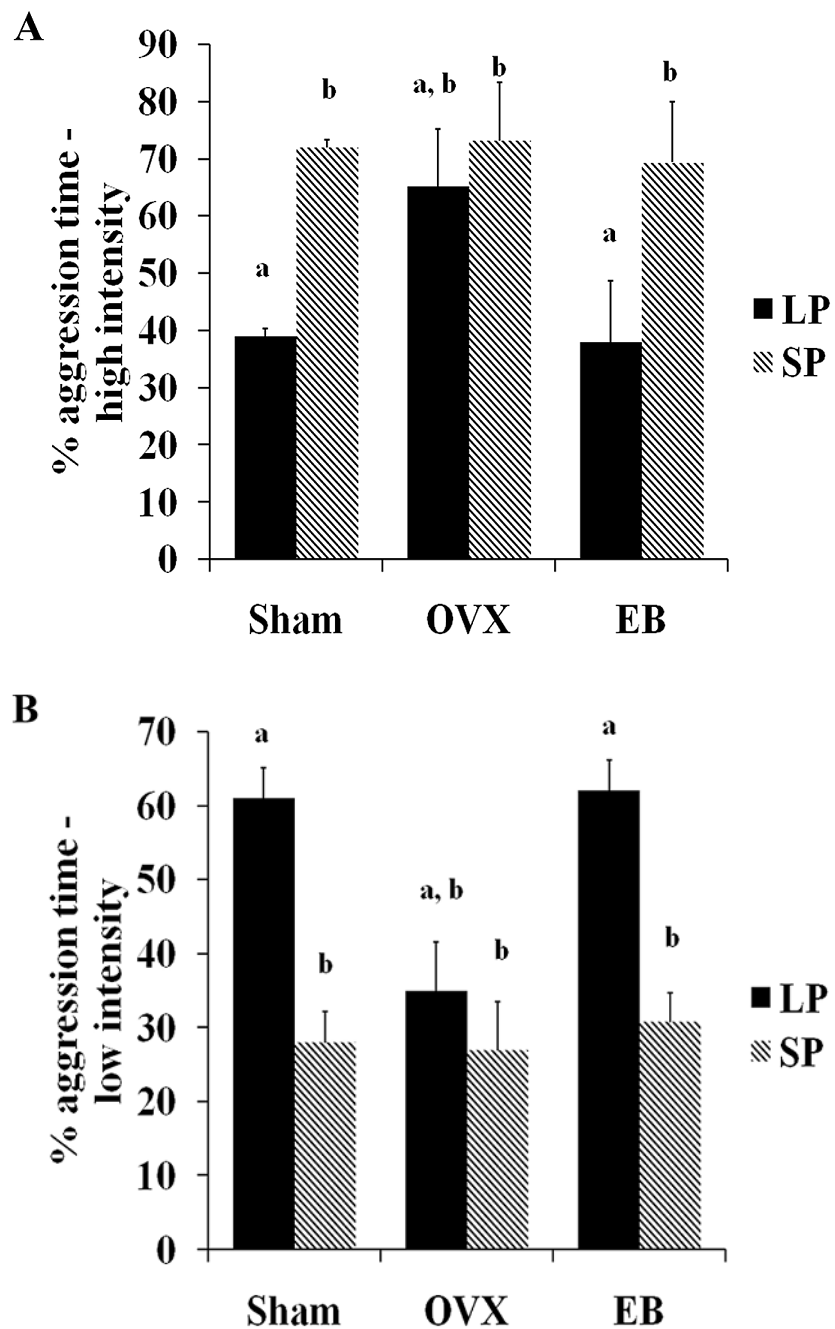 A
% aggression time -
high intensity
90
80
70
60
50
40
30
20
10
0
a
b
a, b
b
a
b
LP
SP
Sham OVX EB
B
% aggression time -
low intensity
70
60
50
40
30
20
10
0
a
b
a, b
b
a
b
LP
SP
Sham OVX EB